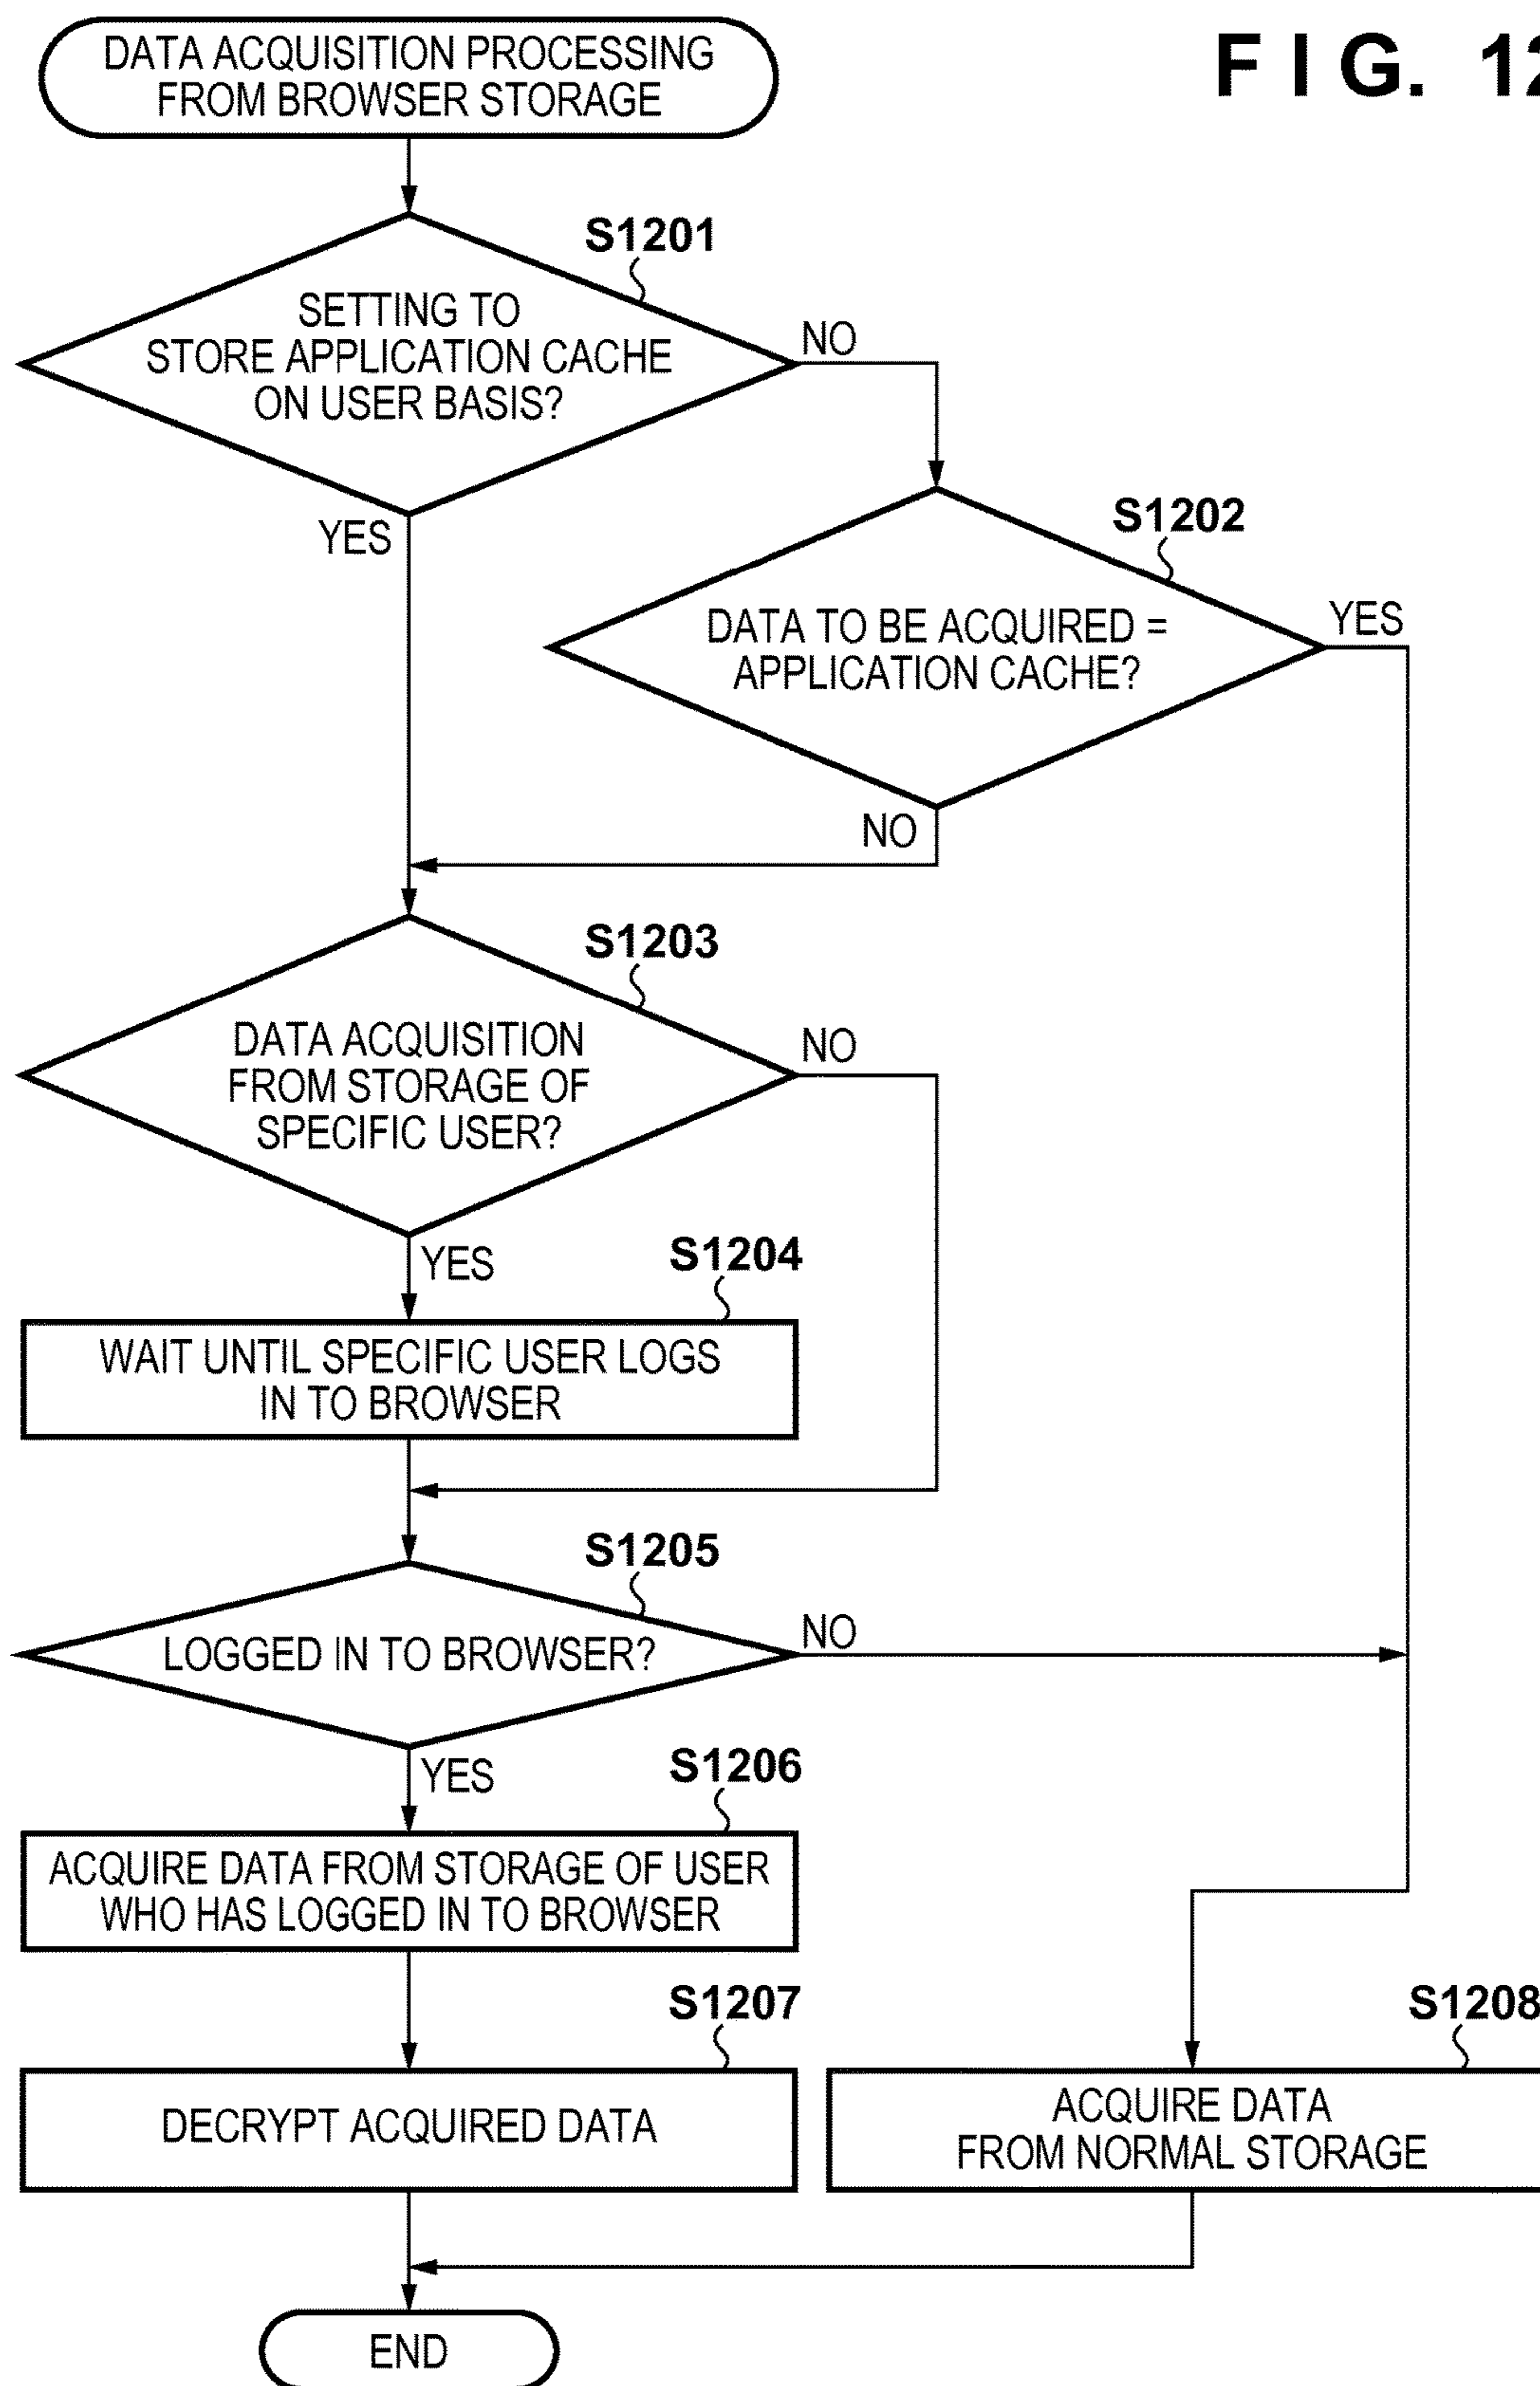 DATA ACQUISITION PROCESSING
FROM BROWSER STORAGE
FIG. 12
S1201
SETTING TO
STORE APPLICATION CACHE
ON USER BASIS?
NO
YES
S1202
DATA TO BE ACQUIRED =
APPLICATION CACHE?
YES
NO
S1203
DATA ACQUISITION
FROM STORAGE OF
SPECIFIC USER?
NO
YES
S1204
WAIT UNTIL SPECIFIC USER LOGS
IN TO BROWSER
S1205
LOGGED IN TO BROWSER?
NO
YES
S1206
ACQUIRE DATA FROM STORAGE OF USER
WHO HAS LOGGED IN TO BROWSER
S1207
DECRYPT ACQUIRED DATA
S1208
ACQUIRE DATA
FROM NORMAL STORAGE
END